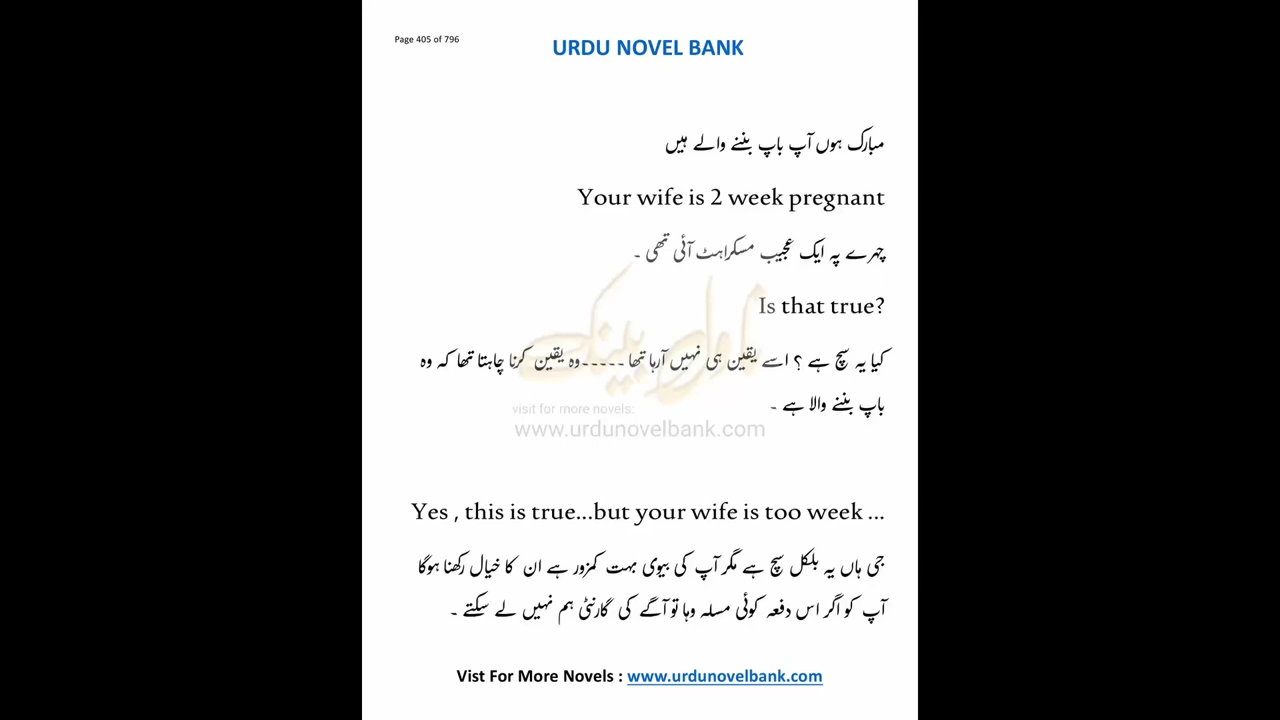 Page 405 of 796
URDU NOVEL BANK
مبارک ہوں آپ باپ بننے والے ہیں
Your wife is 2 week pregnant
چہرے پہ ایک عجیب مسکراہٹ آئی تھی ۔
Is that true?
کیا یہ سچ ہے ؟ اسے یقین ہی نہیں آرہا تھا -----وہ یقین کرنا چاہتا تھا کہ وہ
باپ بننے والا ہے ۔
ناول بینک
visit for more novels:
www.urdunovelbank.com
Yes , this is true...but your wife is too week ...
جی ہاں یہ بلکل سچ ہے مگر آپ کی بیوی بہت کمزور ہے ان کا خیال رکھنا ہوگا
آپ کو اگر اس دفعہ کوئی مسلہ وہا تو آگے کی گارنٹی ہم نہیں لے سکتے ۔
Vist For More Novels : www.urdunovelbank.com